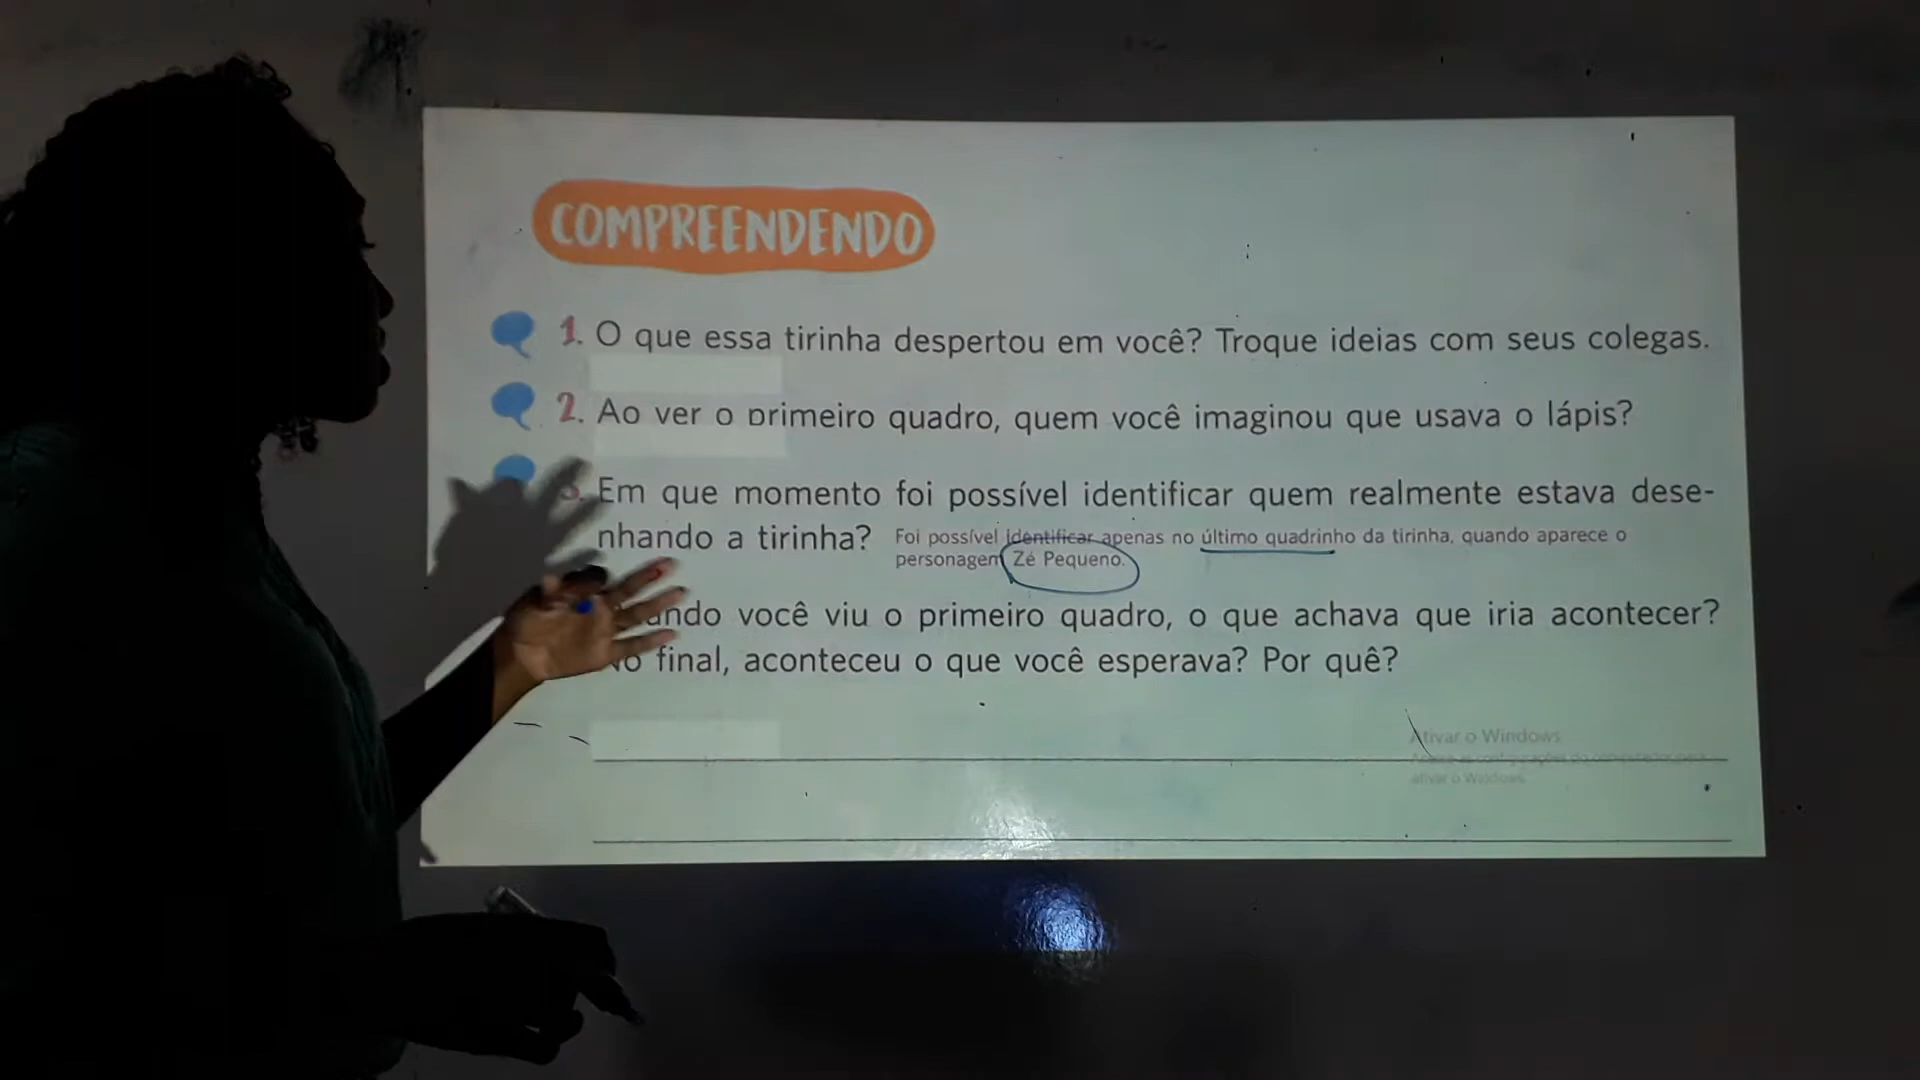 COMPREENDENDO
1. O que essa tirinha despertou em você? Troque ideias com seus colegas.
2. Ao ver o primeiro quadro, quem você imaginou que usava o lápis?
Em que momento foi possível identificar quem realmente estava dese-
nhando a tirinha? Foi possível identificar apenas no último quadrinho da tirinha, quando aparece o
personagem Zé Pequeno.
você viu o primeiro quadro, o que achava que iria acontecer?
No final, aconteceu o que você esperava? Por quê?
Ativar o Windows
ativar o Windows.